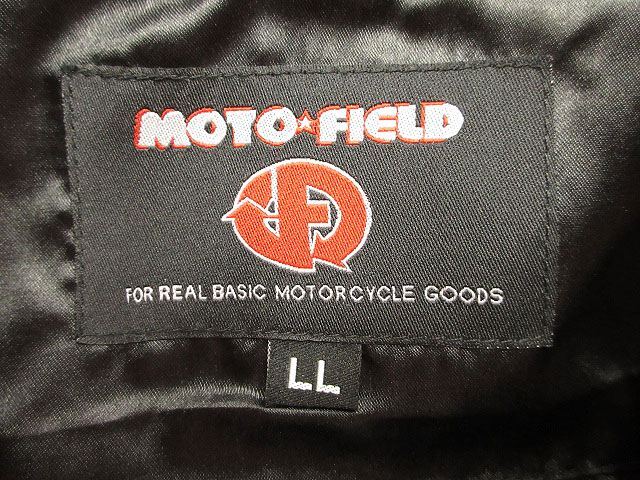 MOTO★FIELD
FOR REAL BASIC MOTORCYCLE GOODS
LL